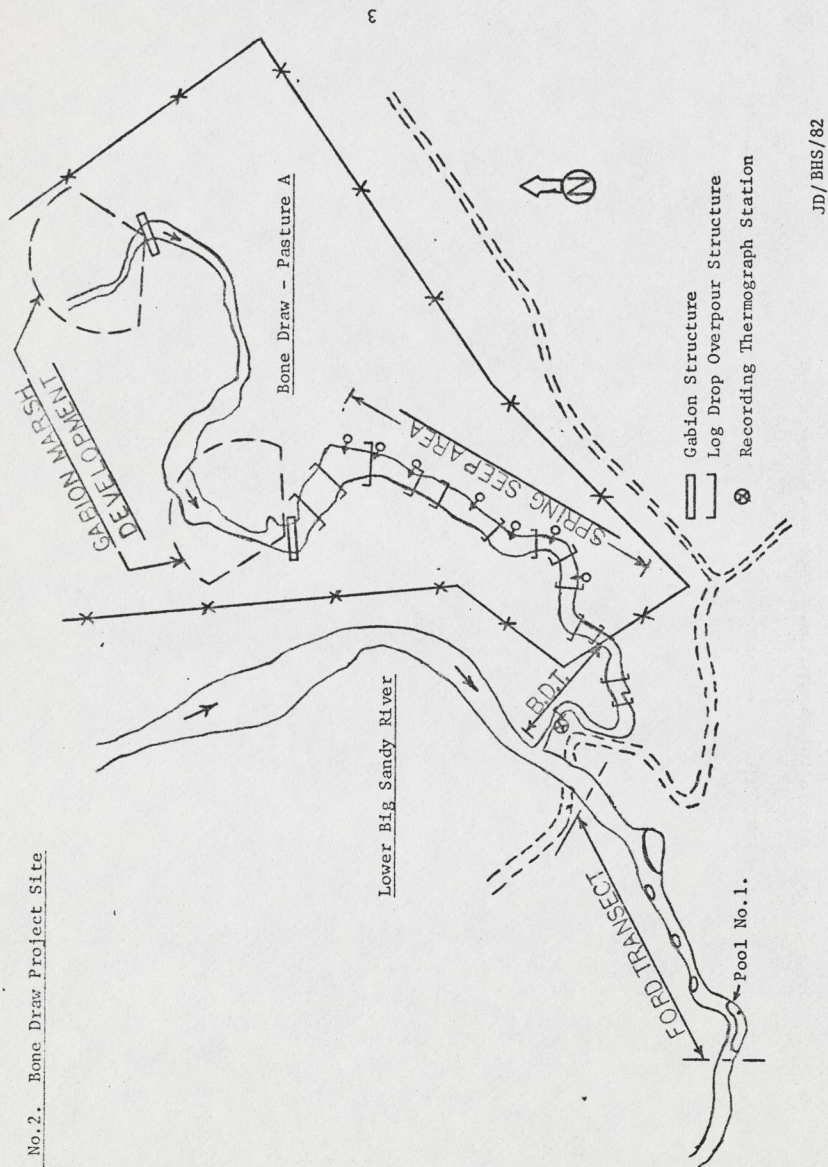 3
No.2. Bone Draw Project Site
GABION MARSH
DEVELOPMENT
Bone Draw - Pasture A
SPRING SEEP AREA
Lower Big Sandy River
B.D.T.
FORD TRANSECT
Pool No.1.
N
Gabion Structure
Log Drop Overpour Structure
Recording Thermograph Station
JD/BHS/82